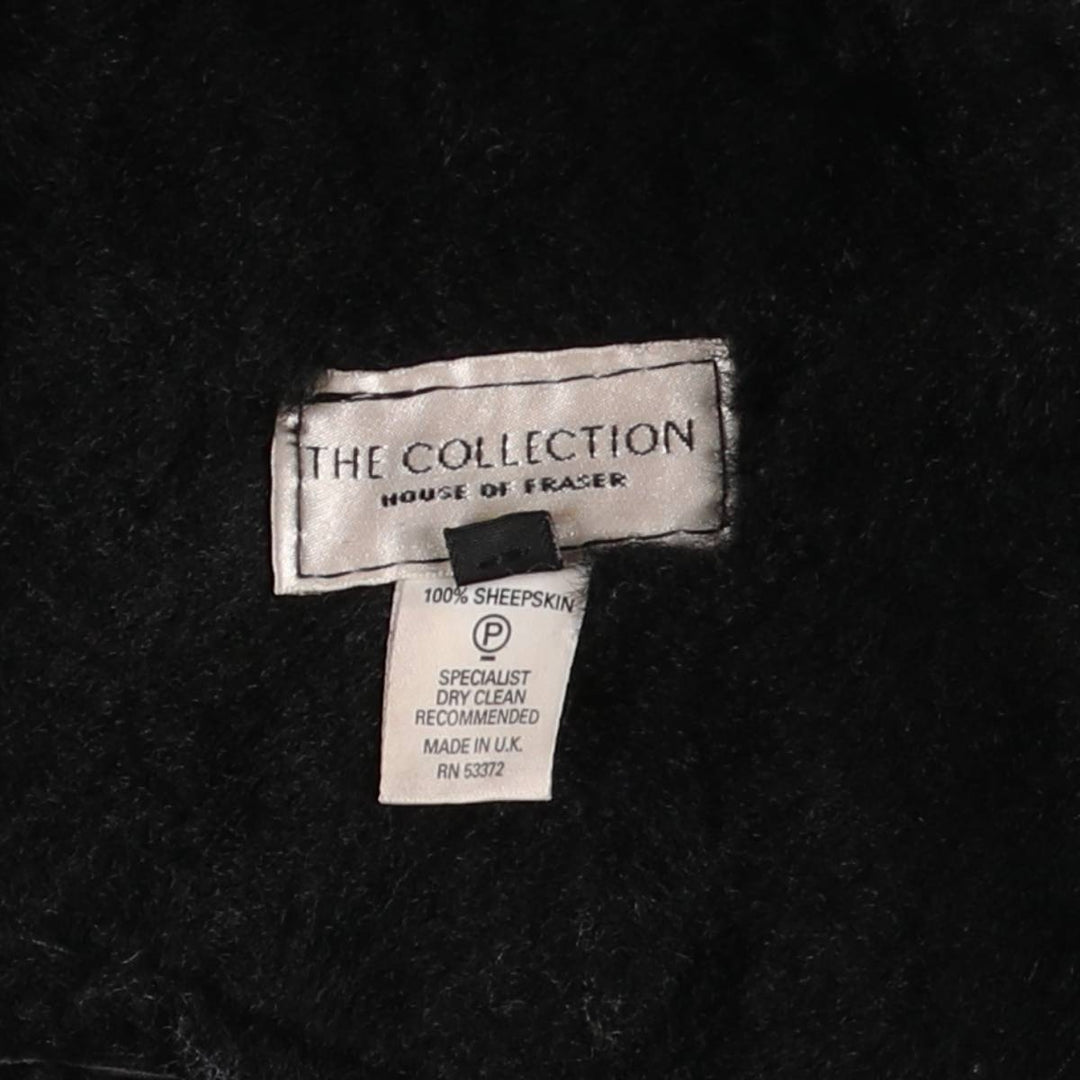 THE COLLECTION
HOUSE OF FRASER
100% SHEEPSKIN
P
SPECIALIST
DRY CLEAN
RECOMMENDED
MADE IN U.K.
RN 53372